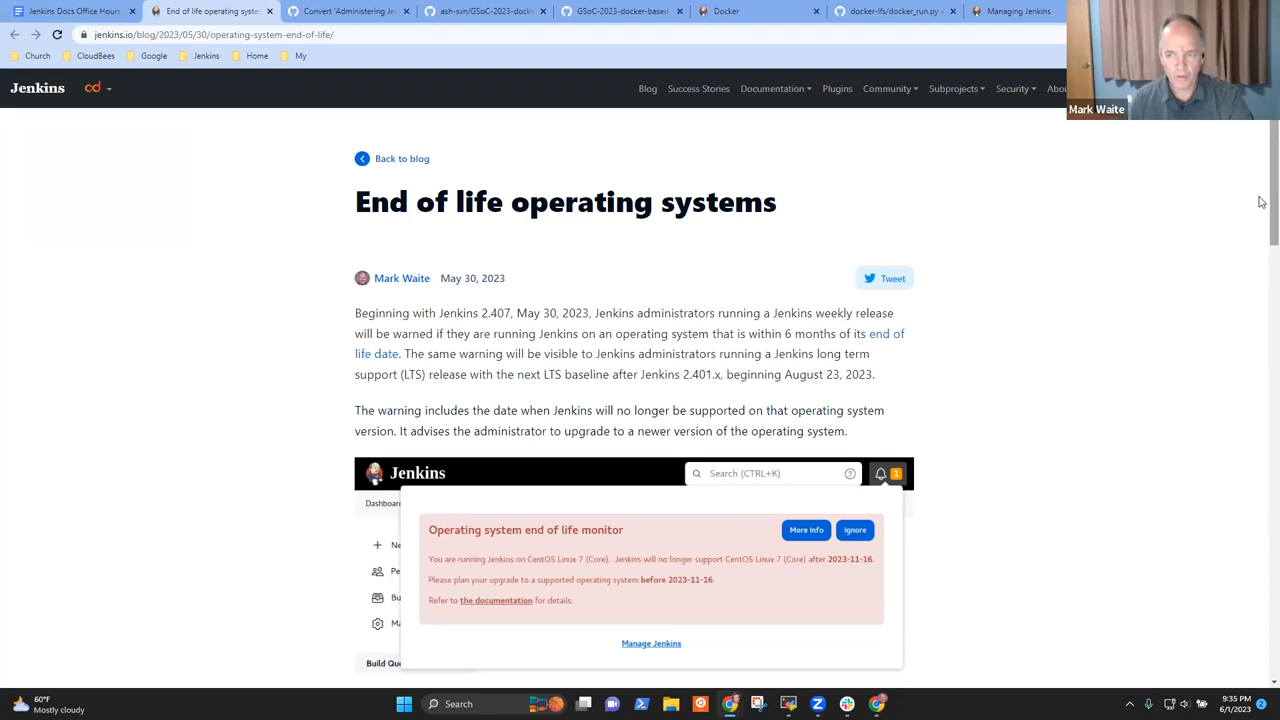 Jenkins Docs Office Hours
End of life operating syste
Convert 'Administering Je
ash-sxn/GSoC-2023-docke
GSoC-2023-docker-based
Docker
docker-lfs/docker_run.py a
Managing Jenkins
jenkins.io/blog/2023/05/30/operating-system-end-of-life/
Church CloudBees Google Jenkins Home My
Jenkins cd Blog Success Stories Documentation Plugins Community Subprojects Security Abou
Mark Waite
Back to blog
End of life operating systems
Mark Waite May 30, 2023 Tweet
Beginning with Jenkins 2.407, May 30, 2023, Jenkins administrators running a Jenkins weekly release
will be warned if they are running Jenkins on an operating system that is within 6 months of its end of
life date. The same warning will be visible to Jenkins administrators running a Jenkins long term
support (LTS) release with the next LTS baseline after Jenkins 2.401.x, beginning August 23, 2023.
The warning includes the date when Jenkins will no longer be supported on that operating system
version. It advises the administrator to upgrade to a newer version of the operating system.
Jenkins Search (CTRL+K)
Dashboard
Operating system end of life monitor More Info Ignore
You are running Jenkins on CentOS Linux 7 (Core). Jenkins will no longer support CentOS Linux 7 (Core) after 2023-11-16.
Please plan your upgrade to a supported operating system before 2023-11-16.
Refer to the documentation for details.
Ne
Pe
Bu
Ma
Manage Jenkins
Build Que
60°F
Mostly cloudy
Search
9:35 PM
6/1/2023
2